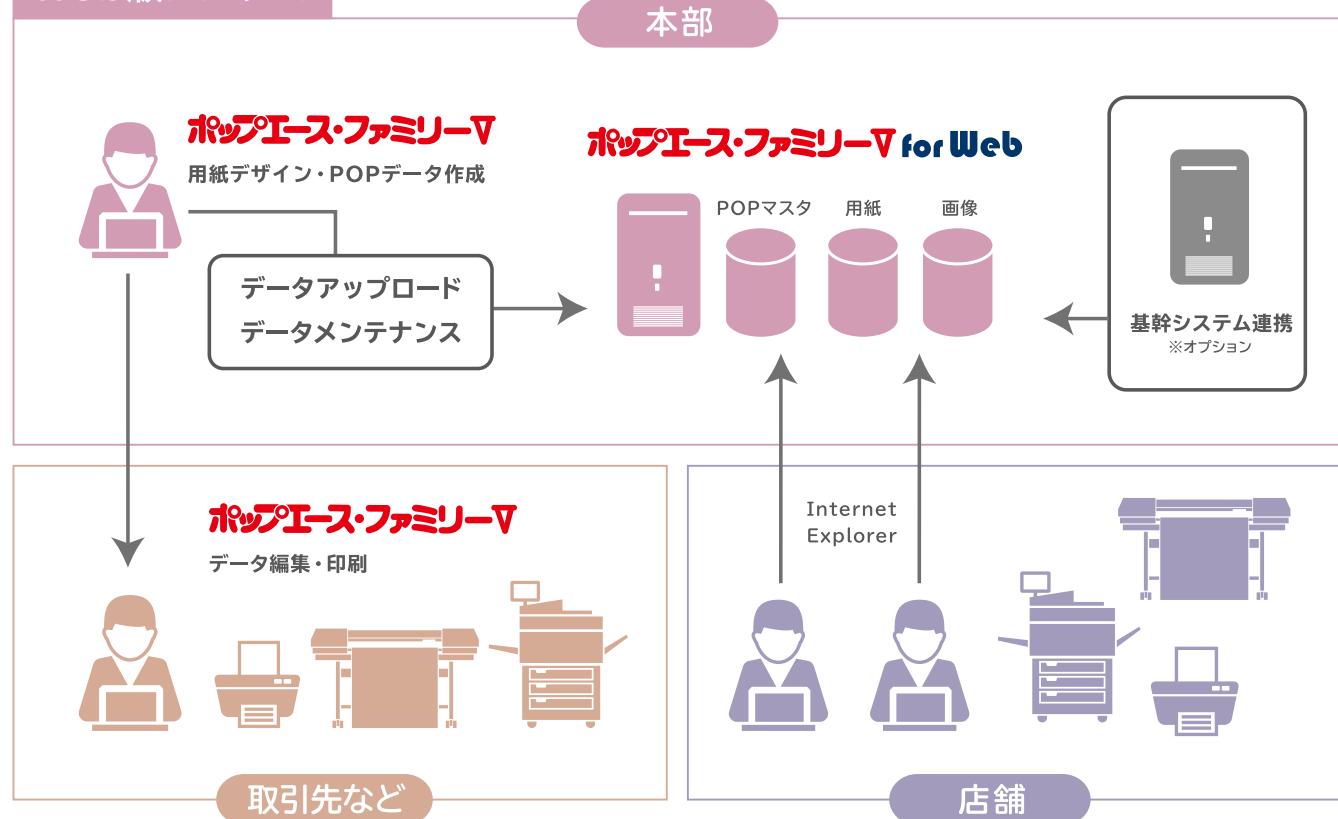 本部
ポップエース・ファミリーV
用紙デザイン・POPデータ作成
データアップロード
データメンテナンス
ポップエース・ファミリーV for Web
POPマスタ
用紙
画像
基幹システム連携
※オプション
ポップエース・ファミリーV
データ編集・印刷
Internet
Explorer
取引先など
店舗